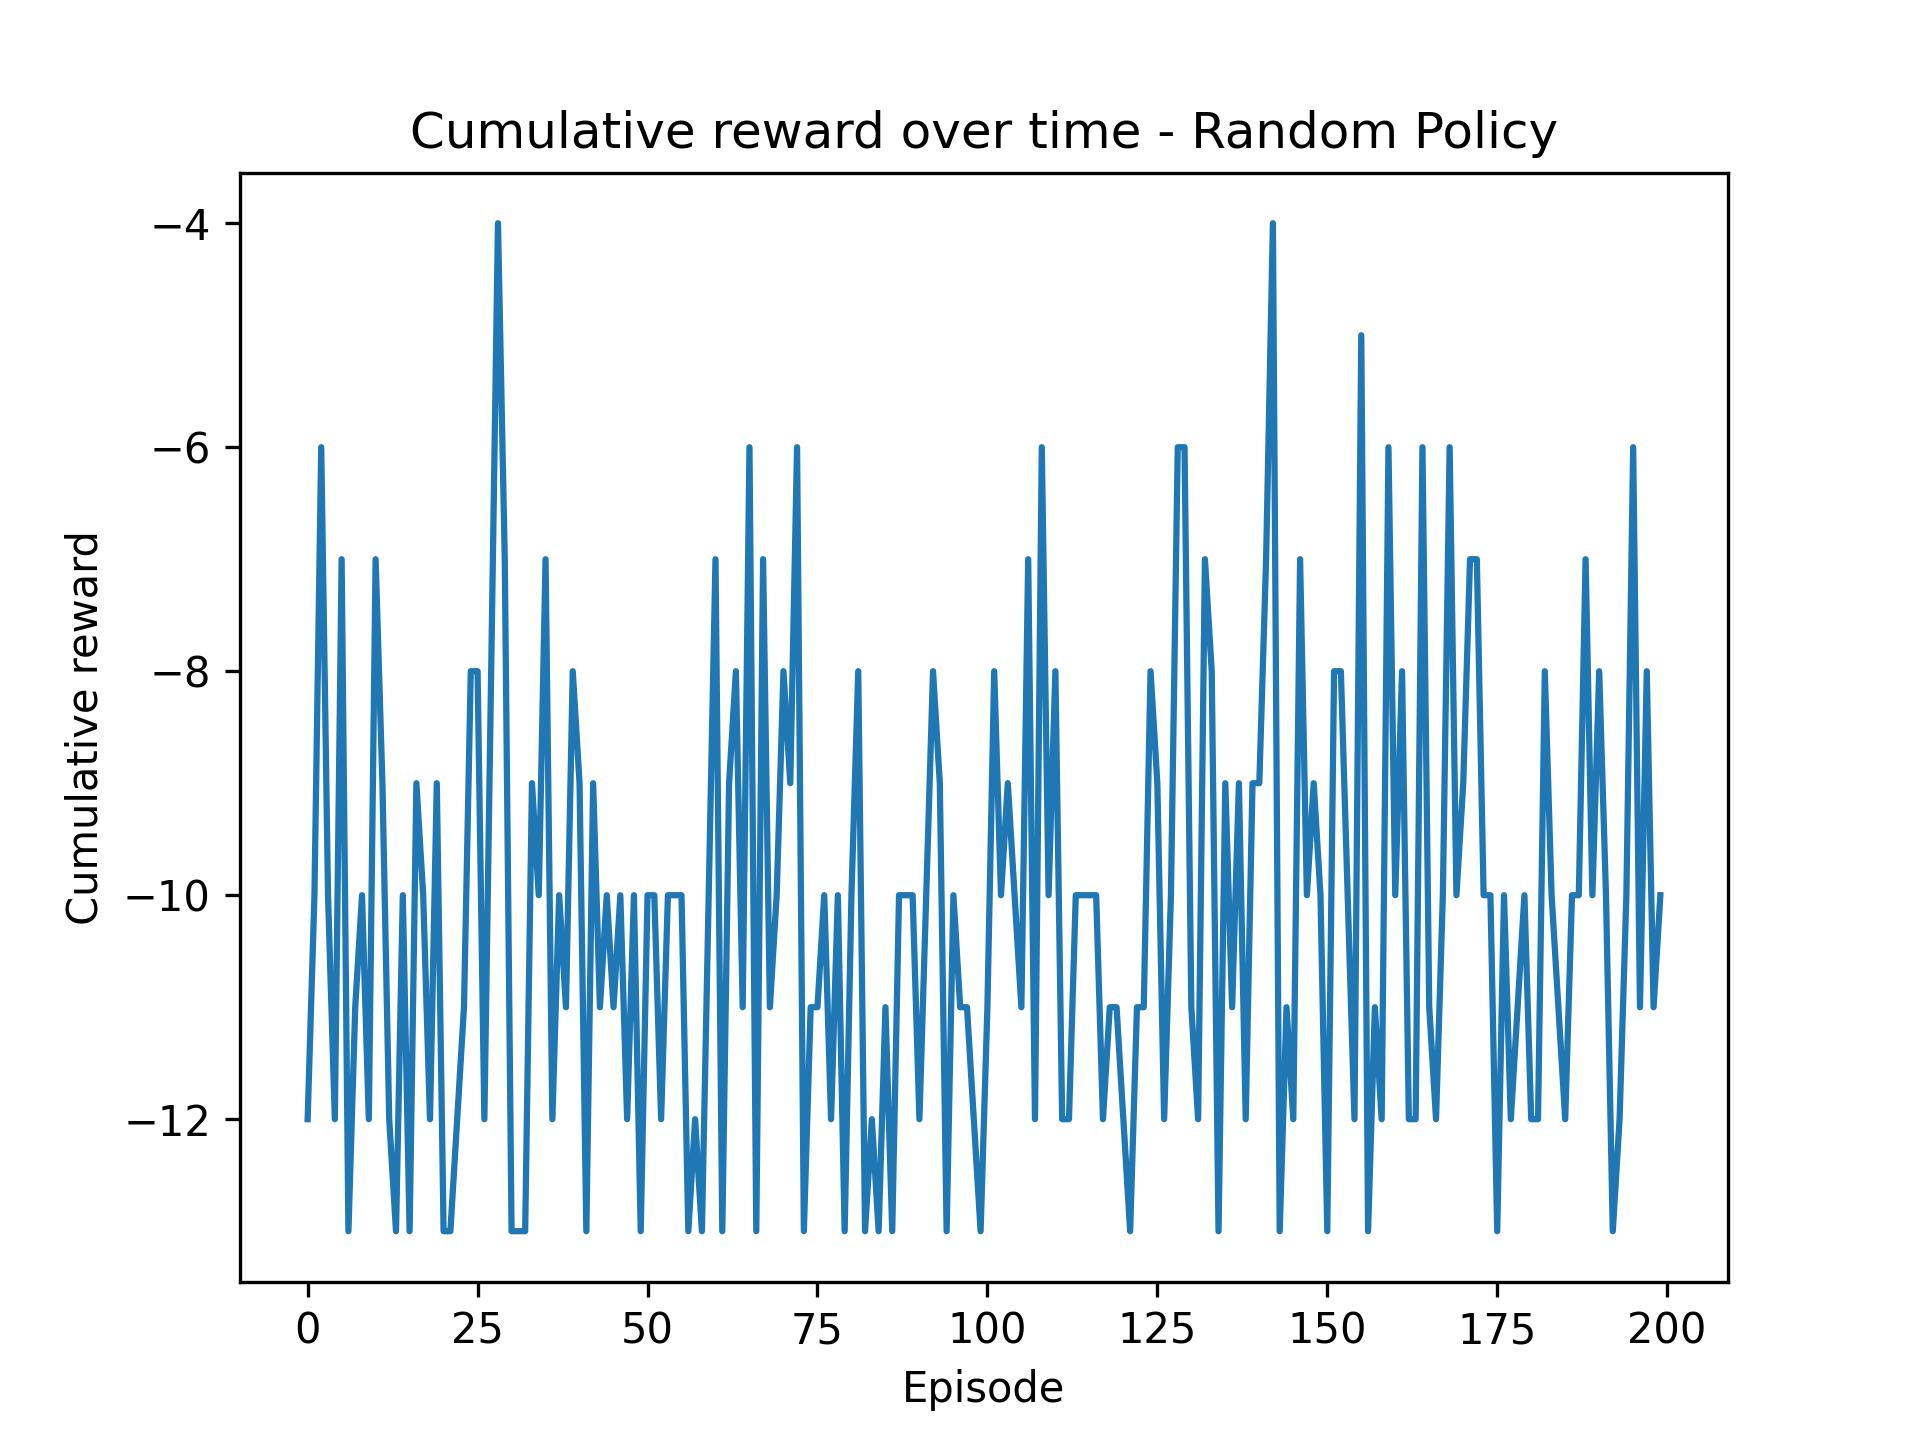 Cumulative reward over time - Random Policy
−4
−6
−8
−10
−12
Cumulative reward
0 25 50 75 100 125 150 175 200
Episode